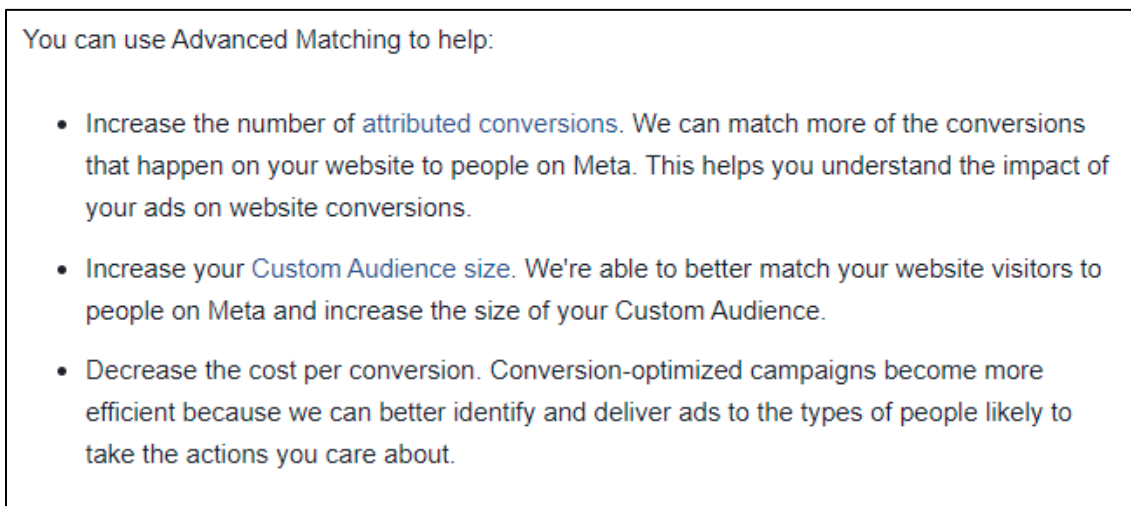 You can use Advanced Matching to help:
• Increase the number of attributed conversions. We can match more of the conversions
that happen on your website to people on Meta. This helps you understand the impact of
your ads on website conversions.
• Increase your Custom Audience size. We're able to better match your website visitors to
people on Meta and increase the size of your Custom Audience.
• Decrease the cost per conversion. Conversion-optimized campaigns become more
efficient because we can better identify and deliver ads to the types of people likely to
take the actions you care about.